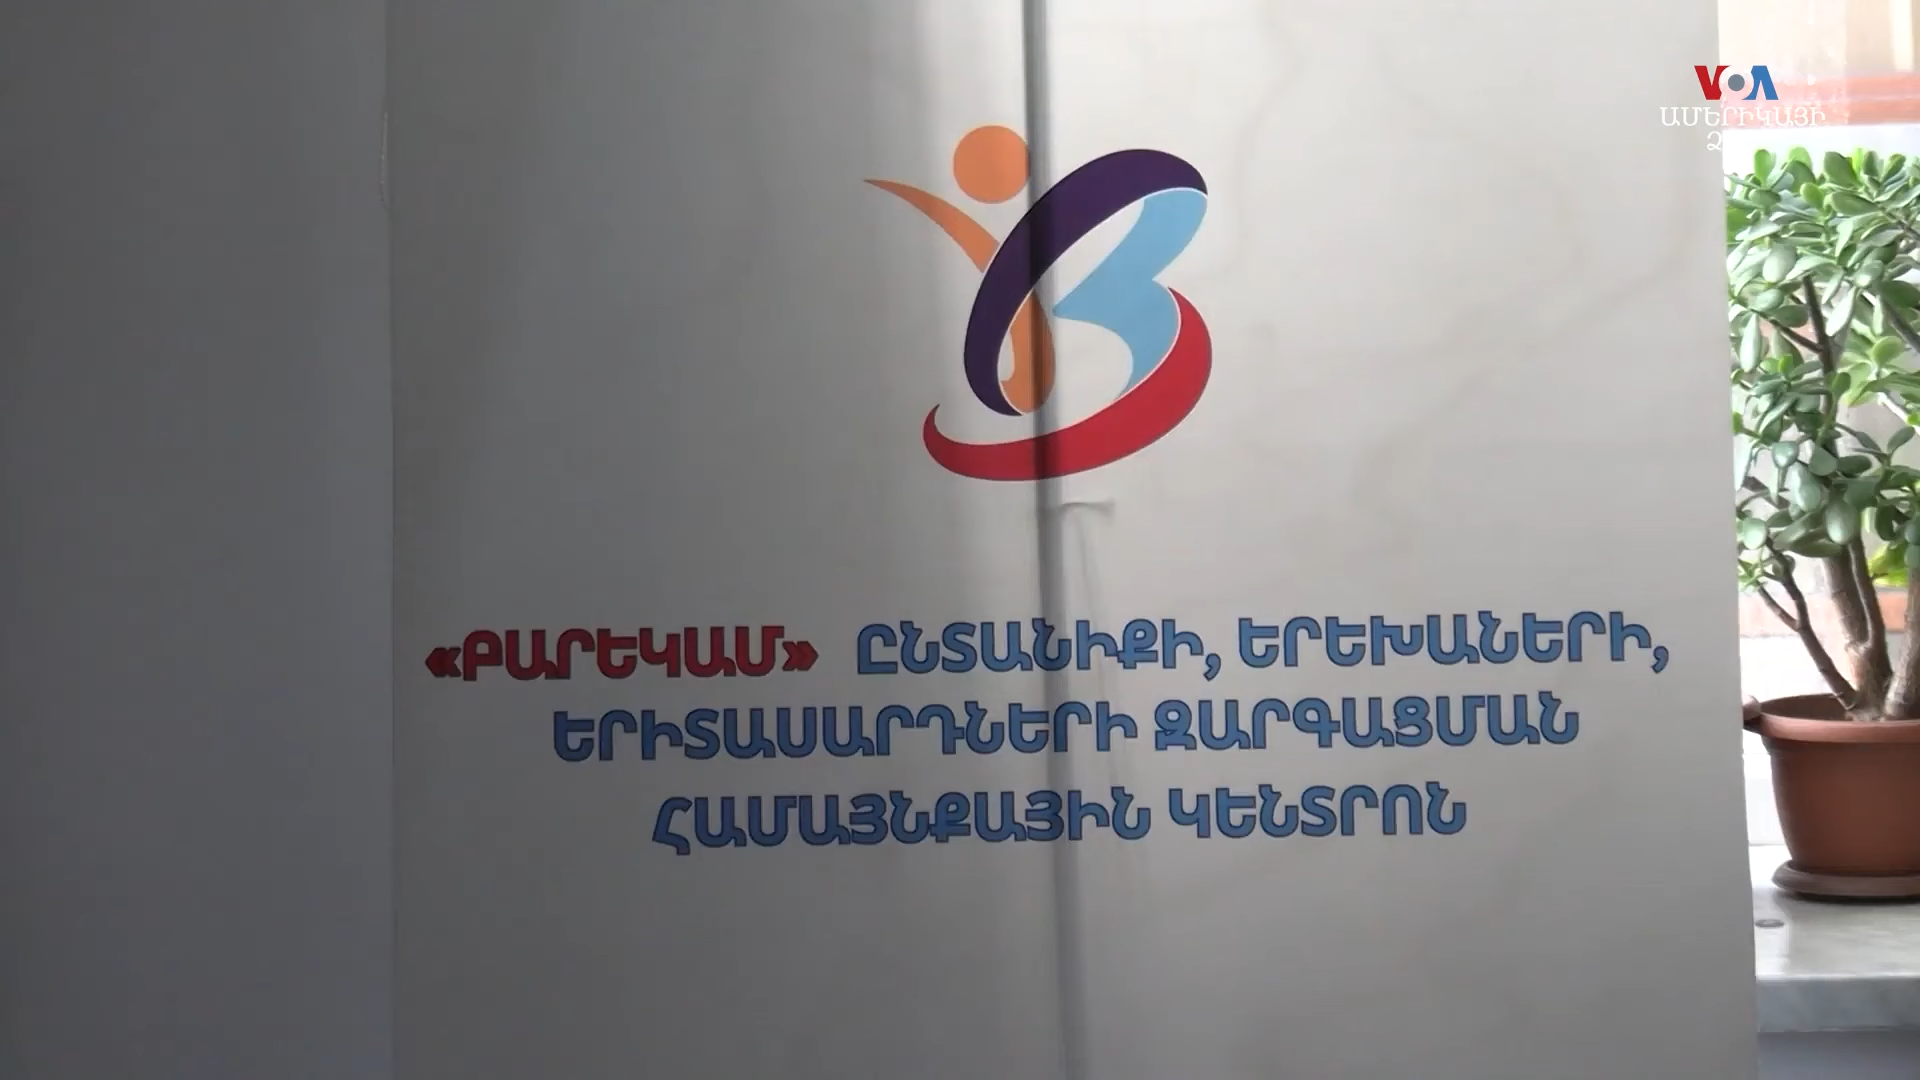 VOA
ԱՄԵՐԻԿԱՅԻ
«ԲԱՐԵԿԱՄ» ԸՆՏԱՆԻՔԻ, ԵՐԵԽԱՆԵՐԻ,
ԵՐԻՏԱՍԱՐԴՆԵՐԻ ԶԱՐԳԱՑՄԱՆ
ՀԱՄԱՅՆՔԱՅԻՆ ԿԵՆՏՐՈՆ